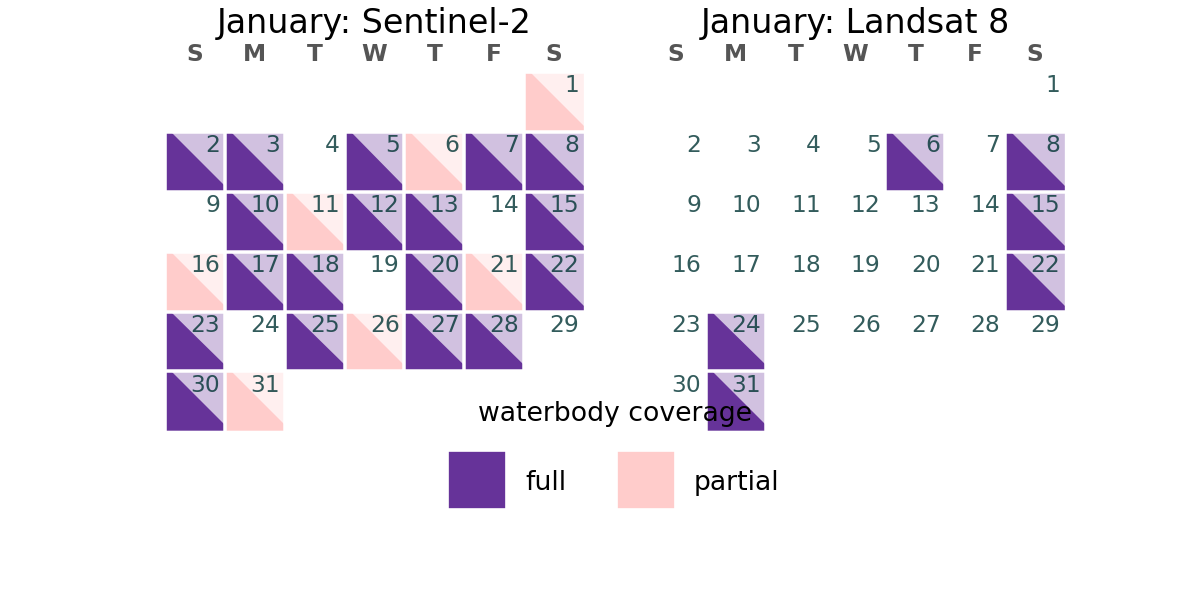 January: Sentinel-2
S M T W T F S
1
2 3 4 5 6 7 8
9 10 11 12 13 14 15
16 17 18 19 20 21 22
23 24 25 26 27 28 29
30 31
January: Landsat 8
S M T W T F S
1
2 3 4 5 6 7 8
9 10 11 12 13 14 15
16 17 18 19 20 21 22
23 24 25 26 27 28 29
30 31
waterbody coverage
full partial